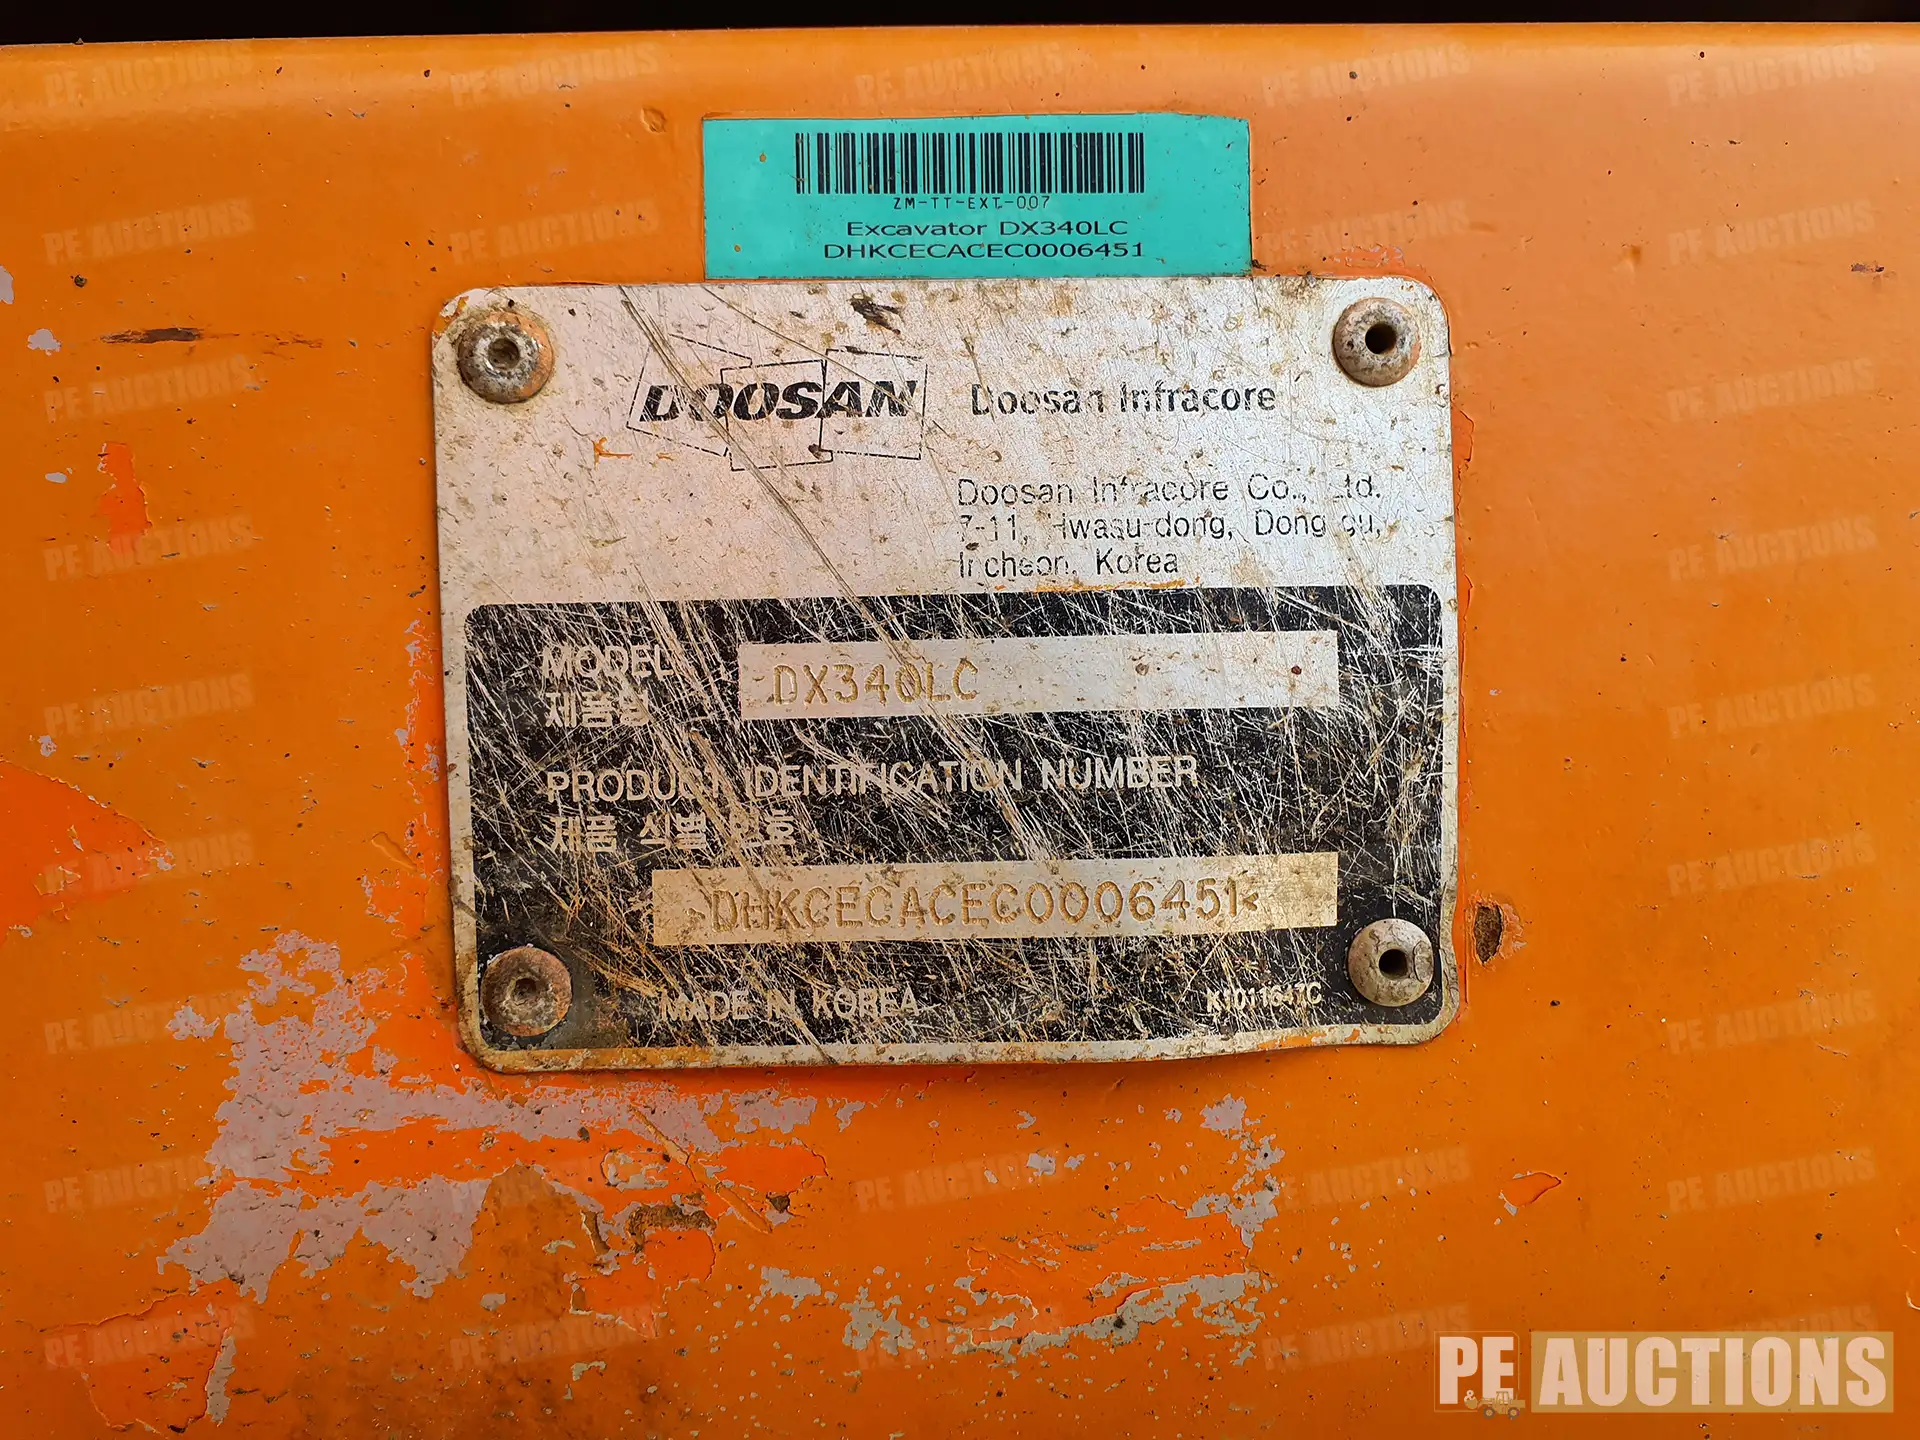 ZM-TT-EXT-007
Excavator DX340LC
DHKCECACEC0006451
DOOSAN Doosan Infracore
Doosan Infracore Co., Ltd.
7-11, Hwasu-dong, Dong gu,
Incheon, Korea
MODEL DX340LC
제품명
PRODUCT IDENTIFICATION NUMBER
제품 식별 번호
>DHKCECACEC0006451<
MADE IN KOREA K1011647C
PE & AUCTIONS